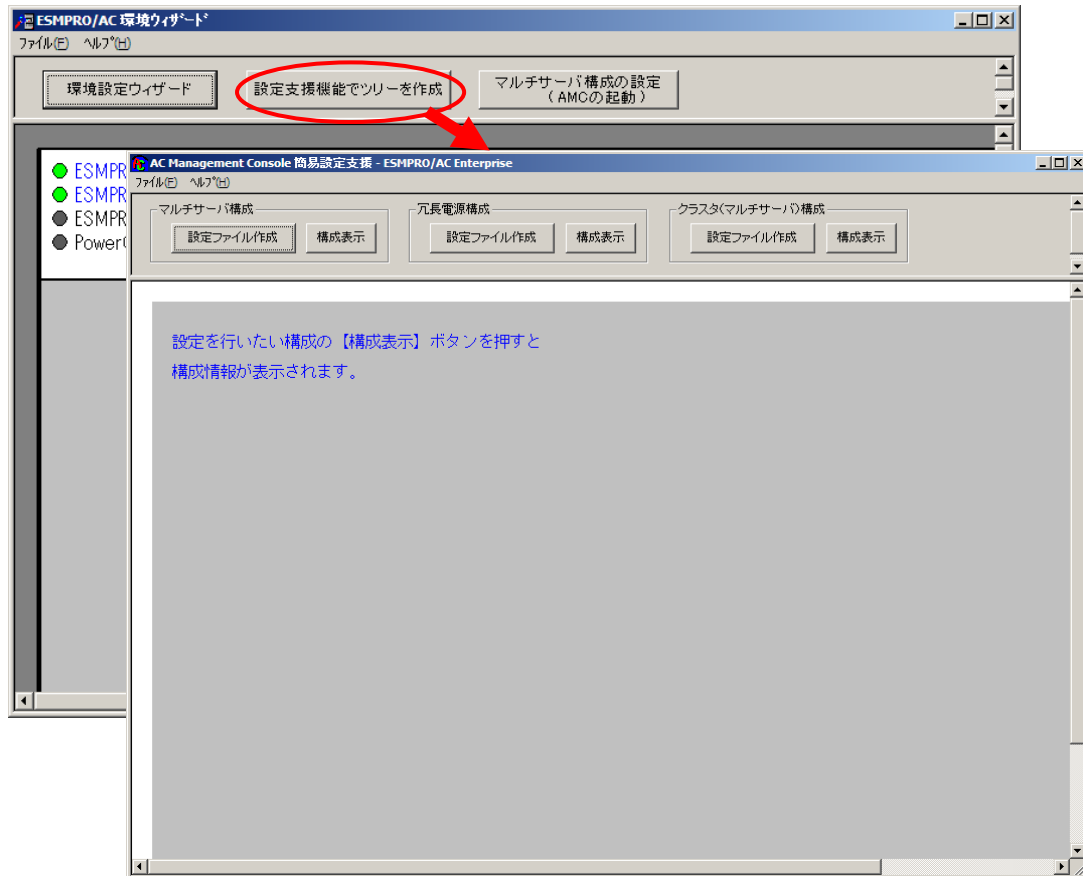 ESMPRO/AC 環境ウィザード
ファイル(F) ヘルプ(H)
環境設定ウィザード
設定支援機能でツリーを作成
マルチサーバ構成の設定
(AMCの起動)
ESMPR
ESMPR
ESMPR
Power
AC Management Console 簡易設定支援 - ESMPRO/AC Enterprise
ファイル(F) ヘルプ(H)
マルチサーバ構成
設定ファイル作成
構成表示
冗長電源構成
設定ファイル作成
構成表示
クラスタ(マルチサーバ)構成
設定ファイル作成
構成表示
設定を行いたい構成の【構成表示】ボタンを押すと
構成情報が表示されます。